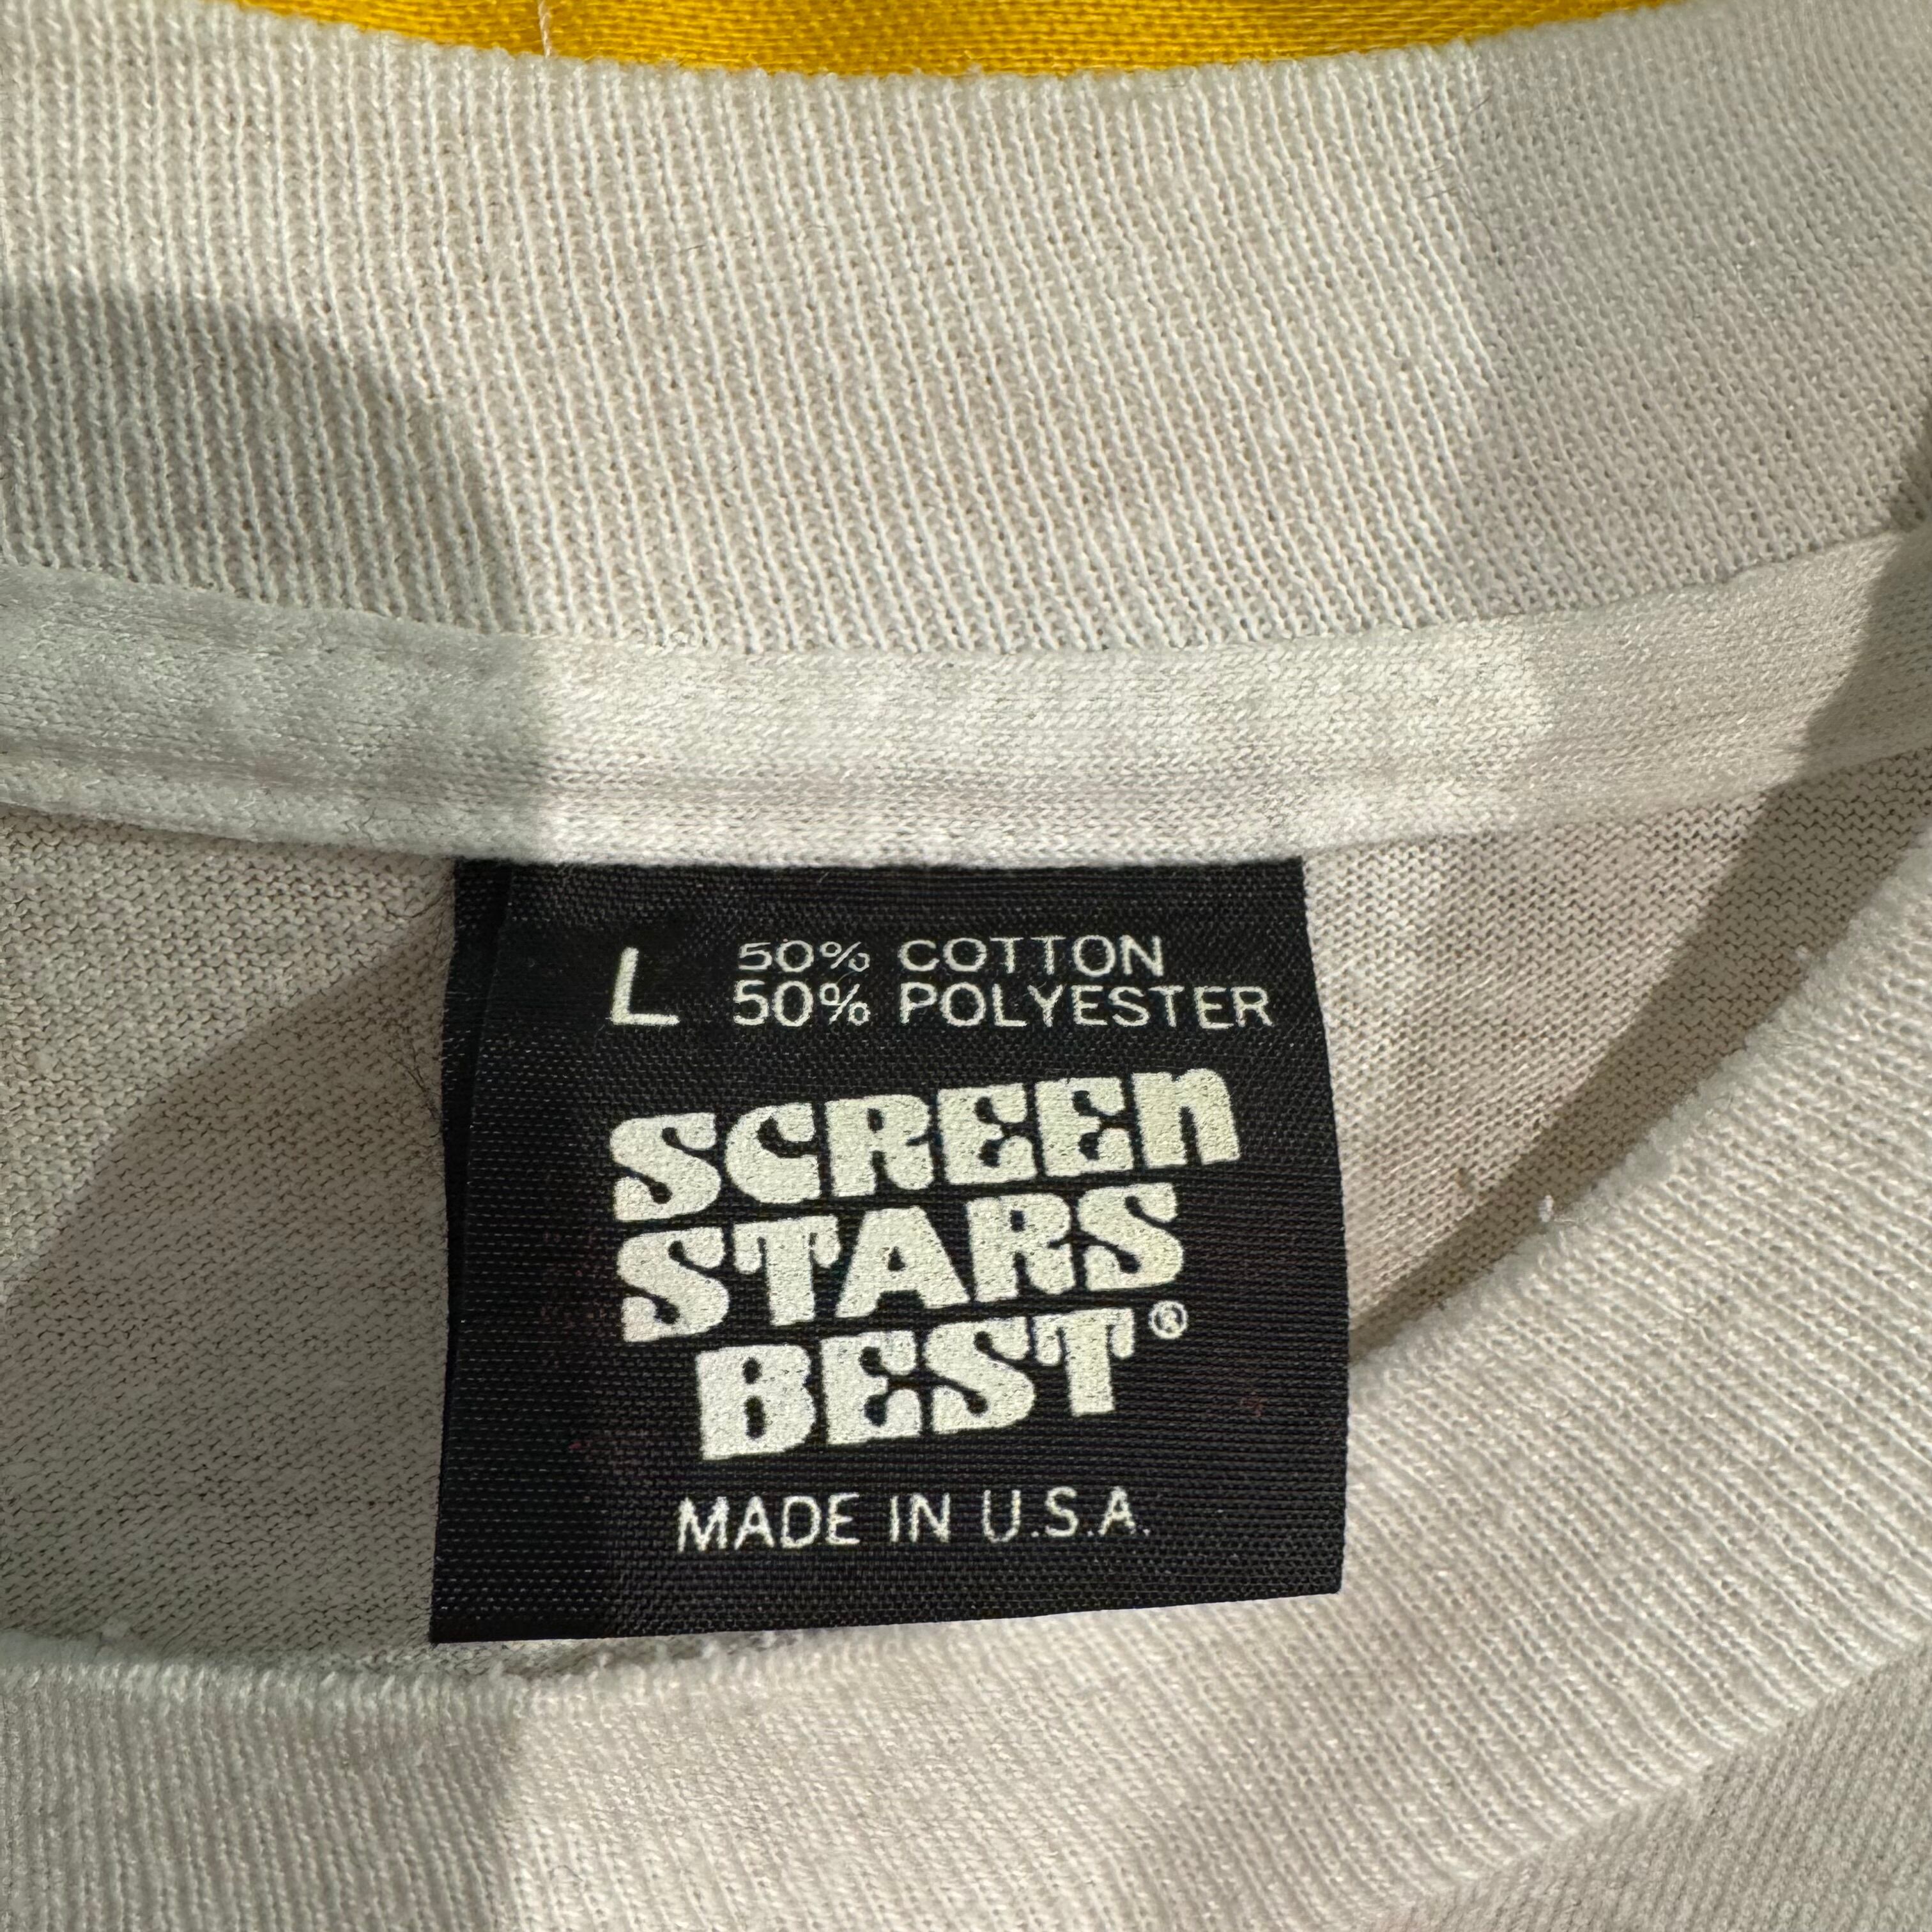 L 50% COTTON
50% POLYESTER
SCREEN
STARS
BEST®
MADE IN U.S.A.